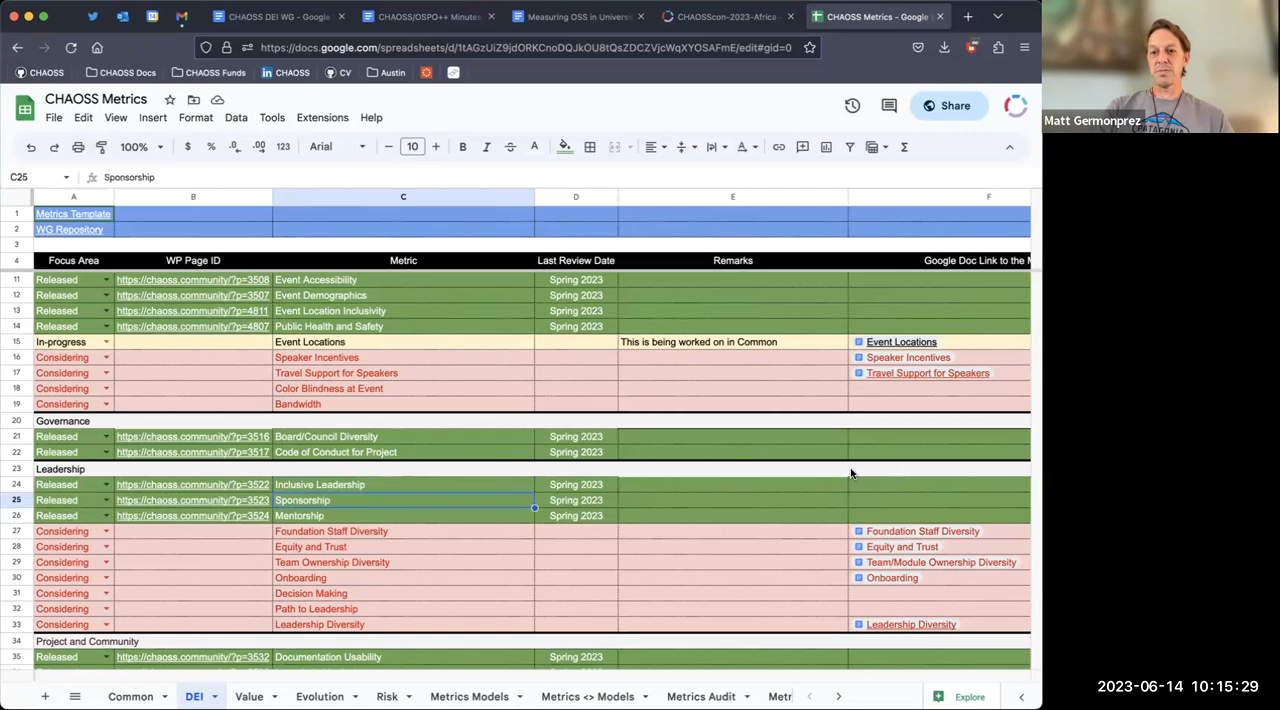 CHAOSS DEI WG - Google
CHAOSS/OSPO++ Minutes
Measuring OSS in Universi
CHAOSScon-2023-Africa -
CHAOSS Metrics - Google
https://docs.google.com/spreadsheets/d/1tAGzUiZ9jdORKCnoDQJkOU8tQsZDCZVjcWqXYOSAFmE/edit#gid=0
CHAOSS CHAOSS Docs CHAOSS Funds CHAOSS CV Austin
CHAOSS Metrics
File Edit View Insert Format Data Tools Extensions Help
Share
100% $ % .0 .00 123 Arial 10 B I A
C25 fx Sponsorship
A B C D E F
1 Metrics Template
2 WG Repository
3
4 Focus Area WP Page ID Metric Last Review Date Remarks Google Doc Link to the M
11 Released https://chaoss.community/?p=3508 Event Accessibility Spring 2023
12 Released https://chaoss.community/?p=3507 Event Demographics Spring 2023
13 Released https://chaoss.community/?p=4811 Event Location Inclusivity Spring 2023
14 Released https://chaoss.community/?p=4807 Public Health and Safety Spring 2023
15 In-progress Event Locations This is being worked on in Common Event Locations
16 Considering Speaker Incentives Speaker Incentives
17 Considering Travel Support for Speakers Travel Support for Speakers
18 Considering Color Blindness at Event
19 Considering Bandwidth
20 Governance
21 Released https://chaoss.community/?p=3516 Board/Council Diversity Spring 2023
22 Released https://chaoss.community/?p=3517 Code of Conduct for Project Spring 2023
23 Leadership
24 Released https://chaoss.community/?p=3522 Inclusive Leadership Spring 2023
25 Released https://chaoss.community/?p=3523 Sponsorship Spring 2023
26 Released https://chaoss.community/?p=3524 Mentorship Spring 2023
27 Considering Foundation Staff Diversity Foundation Staff Diversity
28 Considering Equity and Trust Equity and Trust
29 Considering Team Ownership Diversity Team/Module Ownership Diversity
30 Considering Onboarding Onboarding
31 Considering Decision Making
32 Considering Path to Leadership
33 Considering Leadership Diversity Leadership Diversity
34 Project and Community
35 Released https://chaoss.community/?p=3532 Documentation Usability Spring 2023
Common DEI Value Evolution Risk Metrics Models Metrics <> Models Metrics Audit Metri
Explore
Matt Germonprez
PATAGONIA
2023-06-14 10:15:29